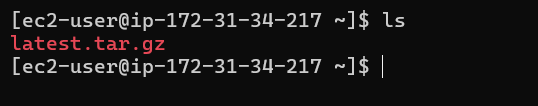 [ec2-user@ip-172-31-34-217 ~]$ ls
latest.tar.gz
[ec2-user@ip-172-31-34-217 ~]$